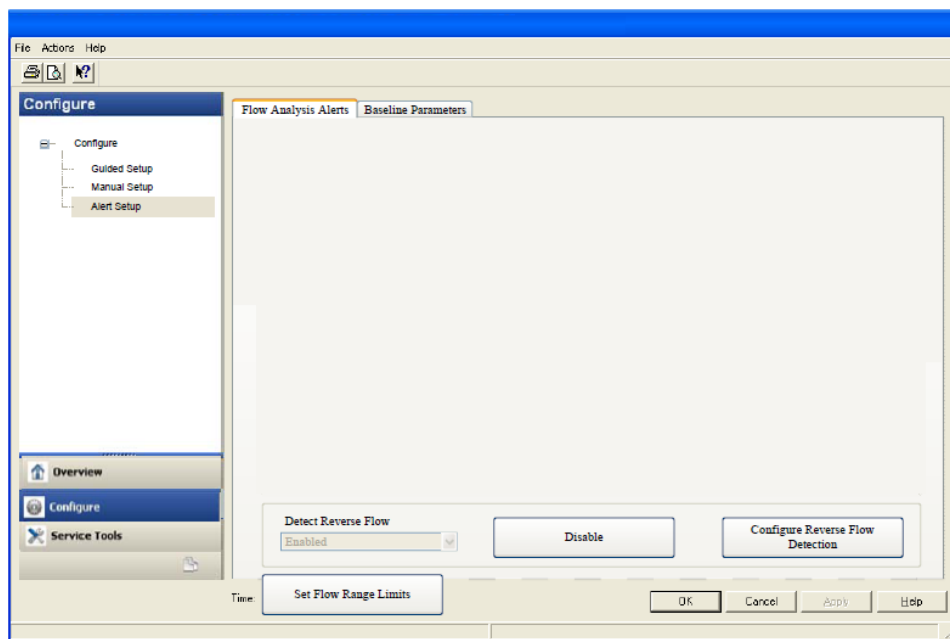 File Actions Help
Configure
Configure
Guided Setup
Manual Setup
Alert Setup
Overview
Configure
Service Tools
Flow Analysis Alerts Baseline Parameters
Detect Reverse Flow
Enabled
Disable
Configure Reverse Flow
Detection
Time:
Set Flow Range Limits
OK Cancel Apply Help